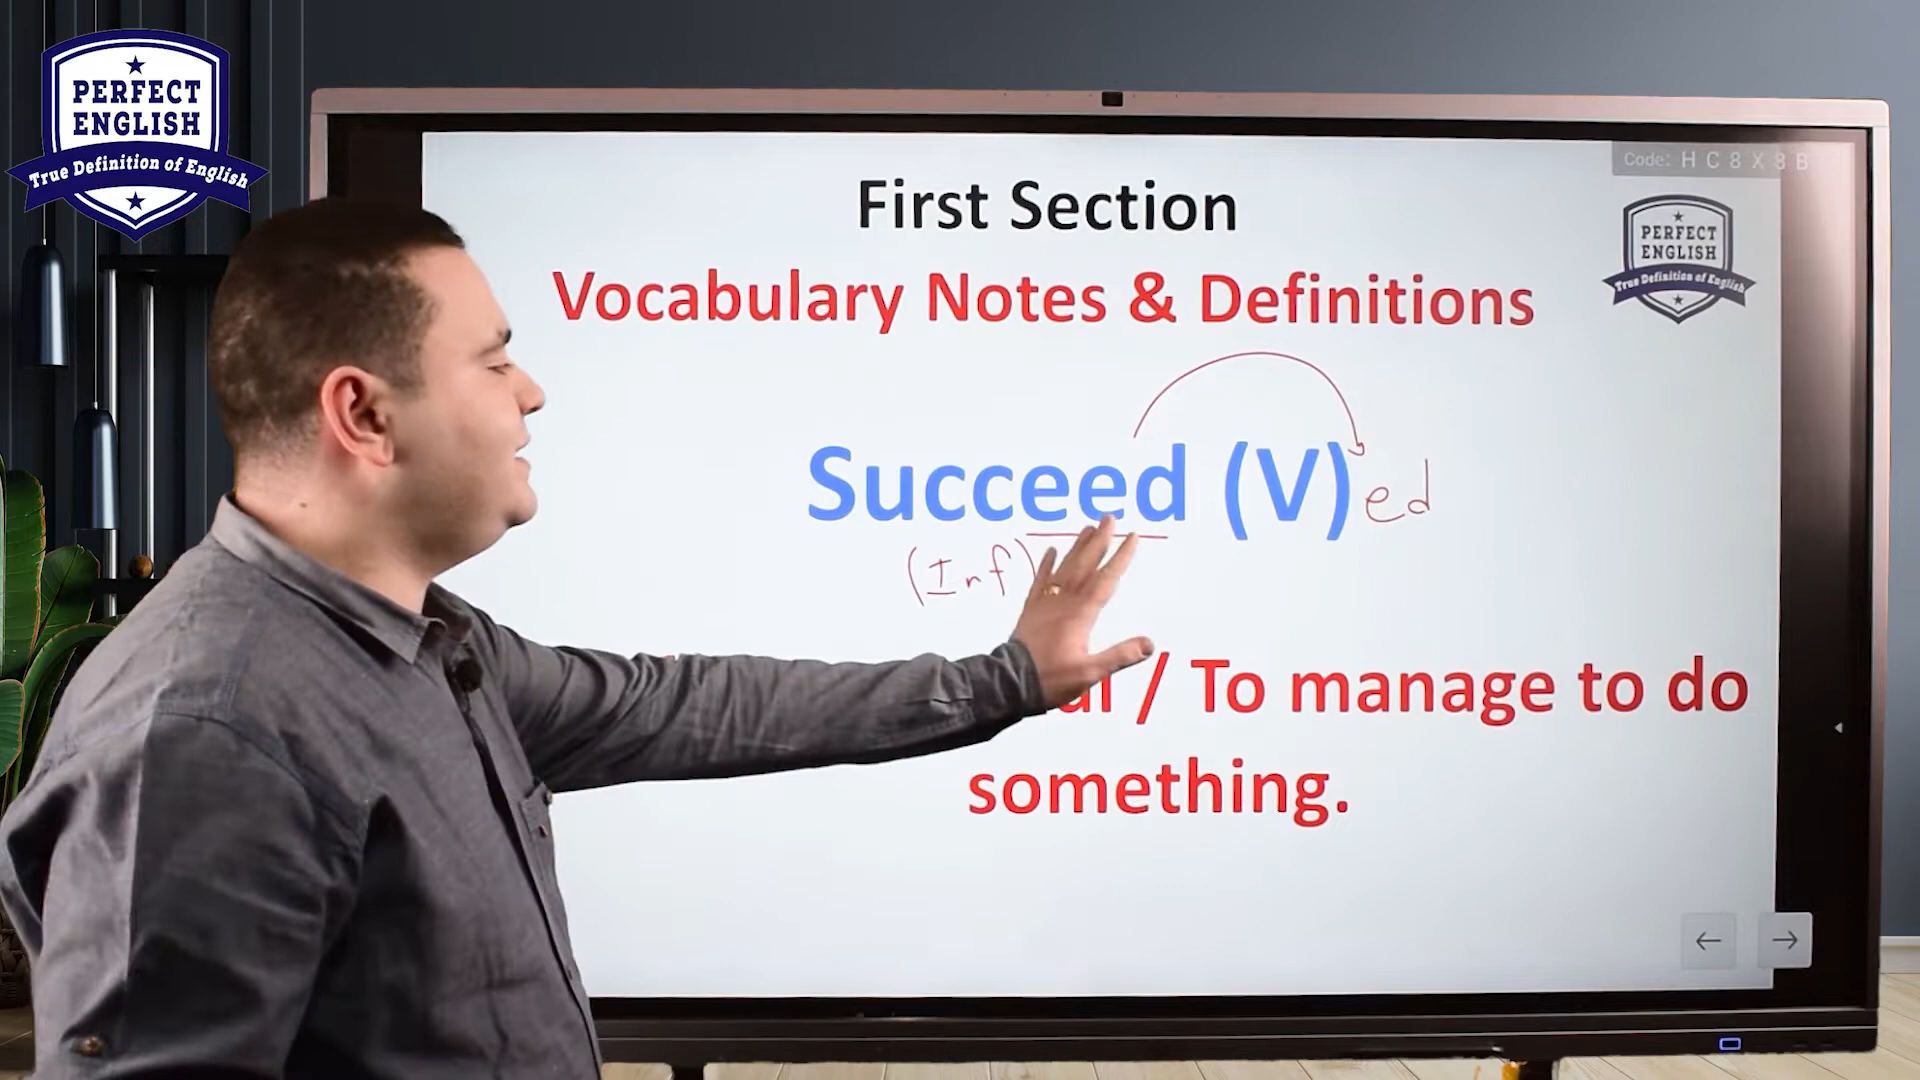 PERFECT
ENGLISH
True Definition of English
Code: HC8X8B
First Section
PERFECT
ENGLISH
True Definition of English
Vocabulary Notes & Definitions
Succeed (V) ed
(Inf)
/ To manage to do
something.